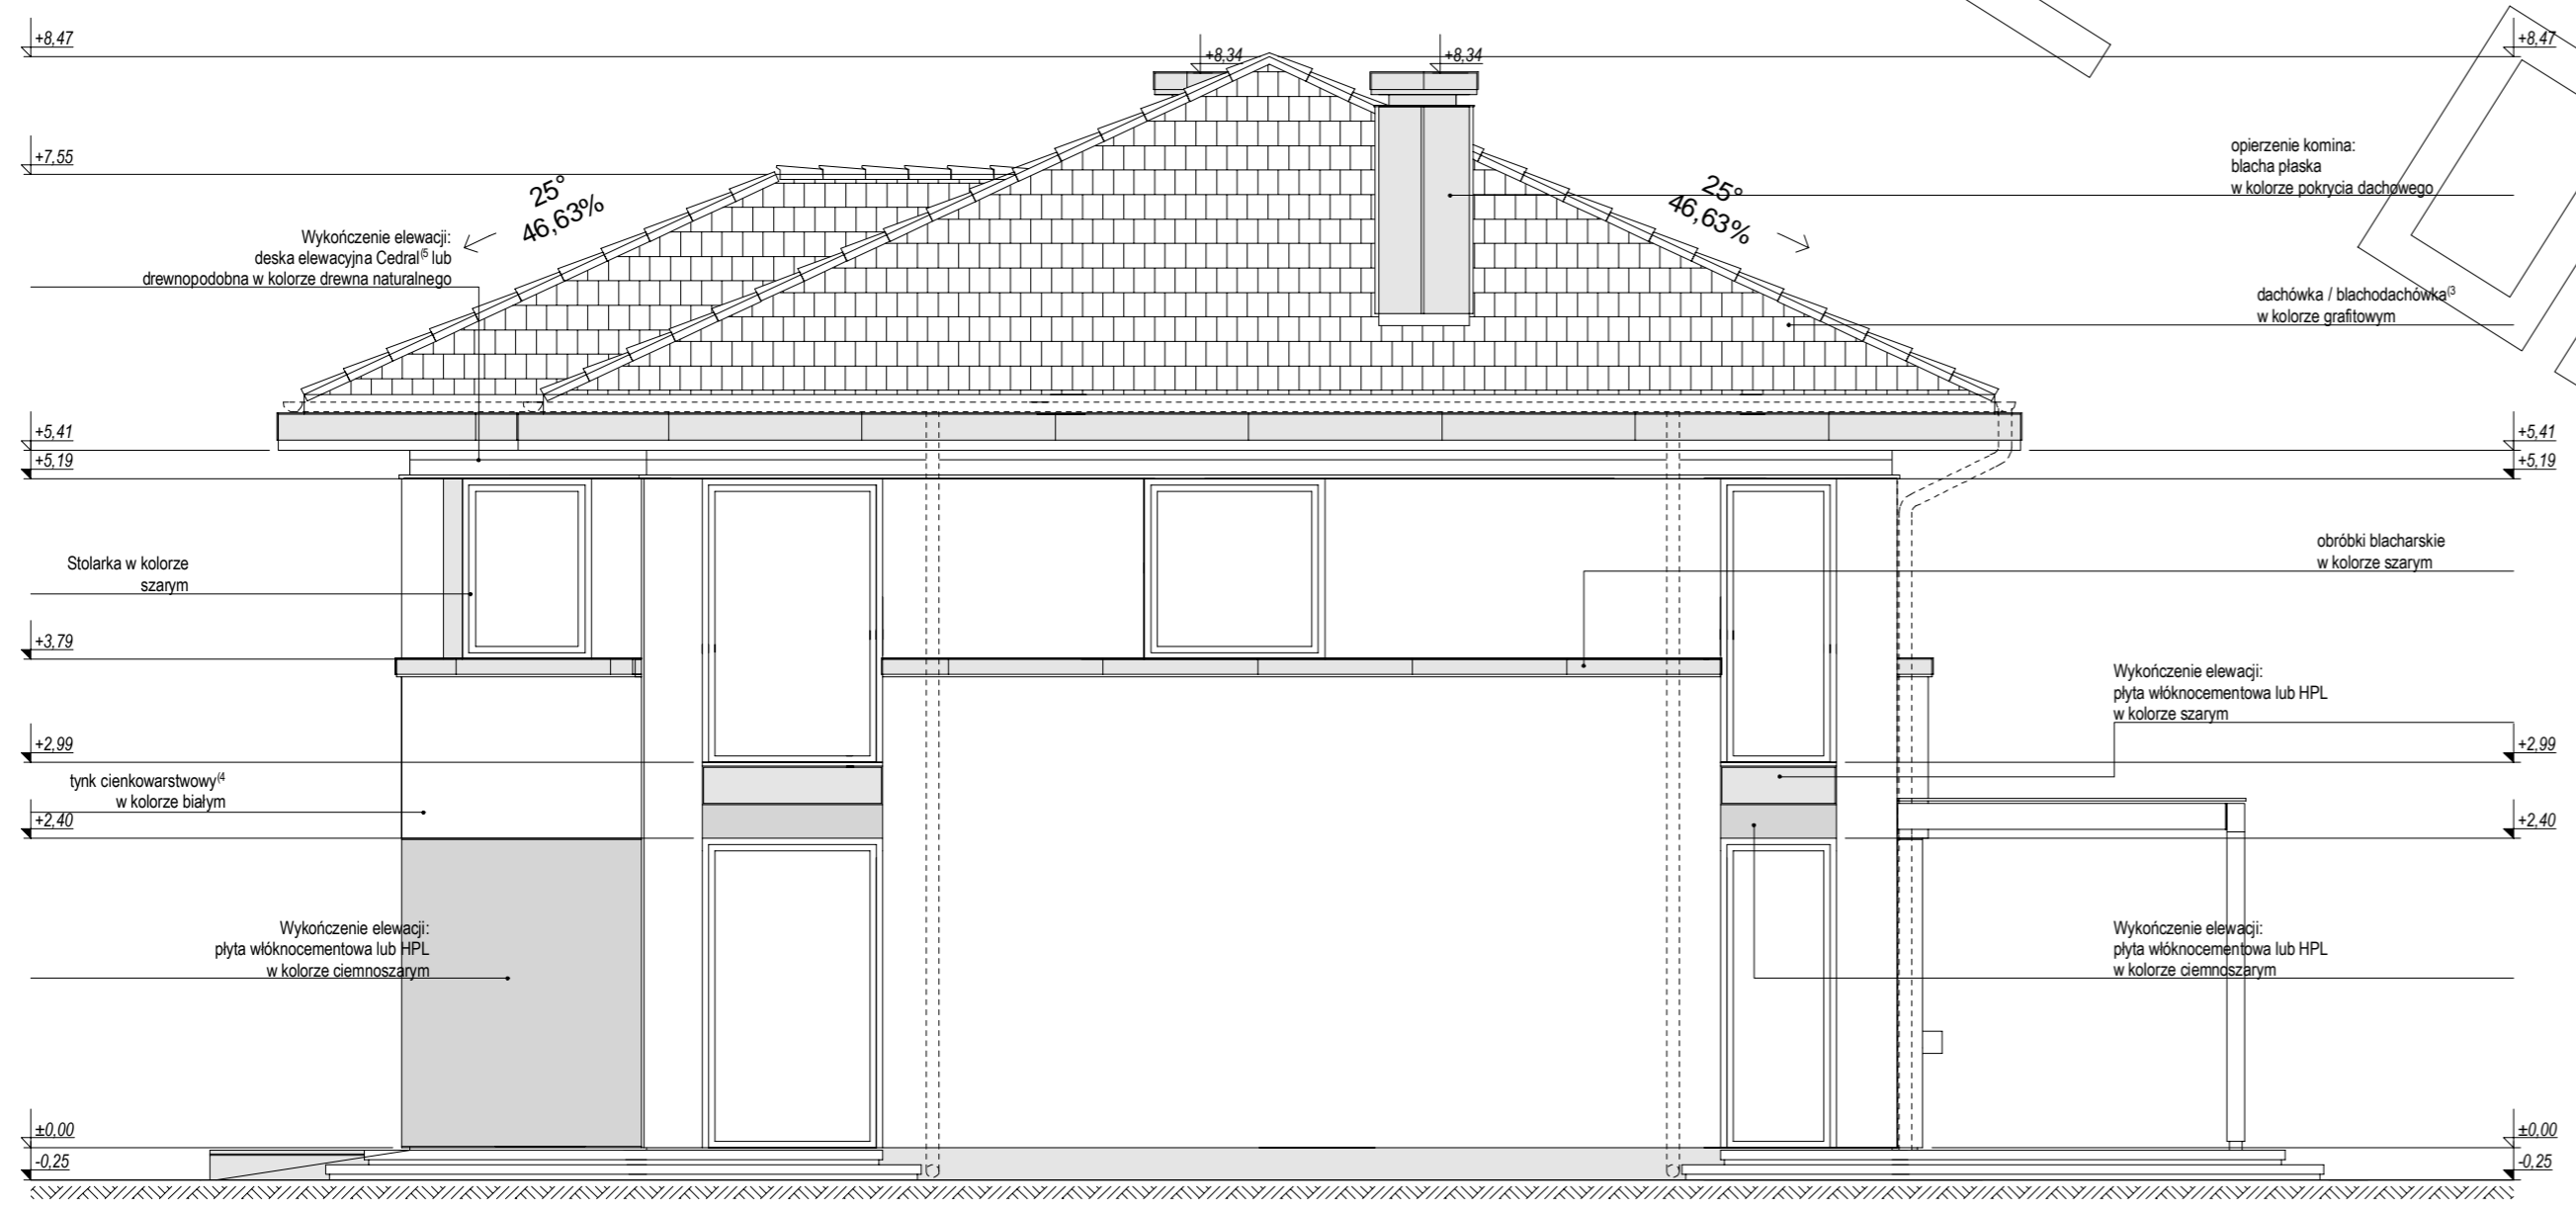 +8,47
+8,34
+8,34
+8,47
+7,55
opierzenie komina:
blacha płaska
w kolorze pokrycia dachowego
25°
46,63%
25°
46,63%
Wykończenie elewacji:
deska elewacyjna Cedral⁽⁵ lub
drewnopodobna w kolorze drewna naturalnego
dachówka / blachodachówka⁽³
w kolorze grafitowym
+5,41
+5,19
+5,41
+5,19
Stolarka w kolorze
szarym
obróbki blacharskie
w kolorze szarym
+3,79
Wykończenie elewacji:
płyta włóknocementowa lub HPL
w kolorze szarym
+2,99
+2,99
tynk cienkowarstwowy⁽⁴
w kolorze białym
+2,40
+2,40
Wykończenie elewacji:
płyta włóknocementowa lub HPL
w kolorze ciemnoszarym
Wykończenie elewacji:
płyta włóknocementowa lub HPL
w kolorze ciemnoszarym
±0,00
-0,25
±0,00
-0,25